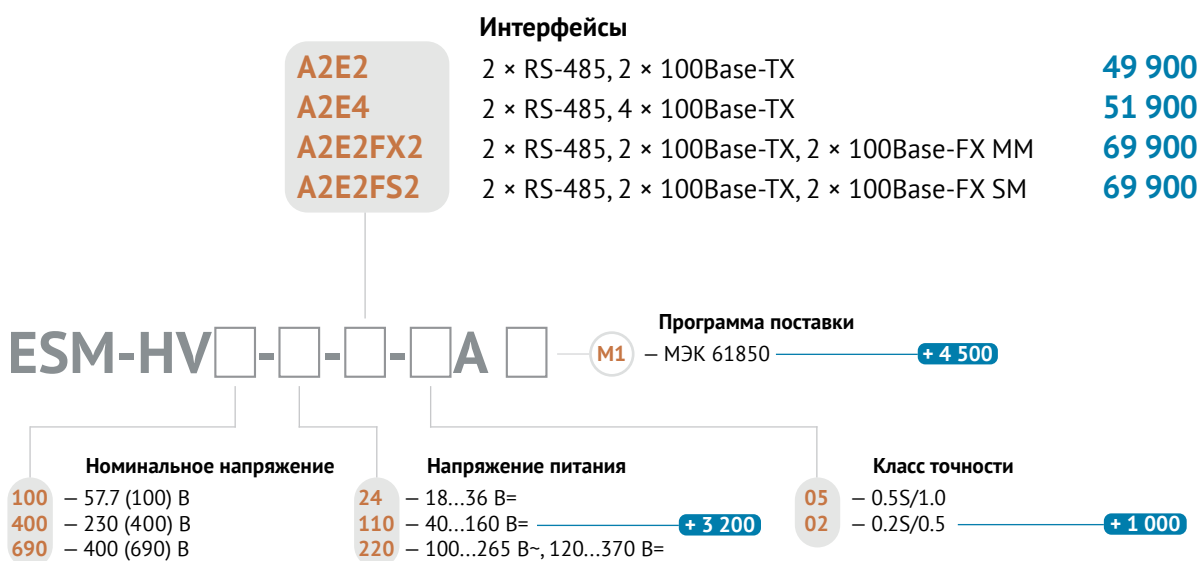 Интерфейсы
A2E2 2 × RS-485, 2 × 100Base-TX 49 900
A2E4 2 × RS-485, 4 × 100Base-TX 51 900
A2E2FX2 2 × RS-485, 2 × 100Base-TX, 2 × 100Base-FX MM 69 900
A2E2FS2 2 × RS-485, 2 × 100Base-TX, 2 × 100Base-FX SM 69 900
Программа поставки
ESM-HV□-□-□-□A □ M1 – МЭК 61850 + 4 500
Номинальное напряжение
100 – 57.7 (100) В
400 – 230 (400) В
690 – 400 (690) В
Напряжение питания
24 – 18...36 В=
110 – 40...160 В= + 3 200
220 – 100...265 В~, 120...370 В=
Класс точности
05 – 0.5S/1.0
02 – 0.2S/0.5 + 1 000